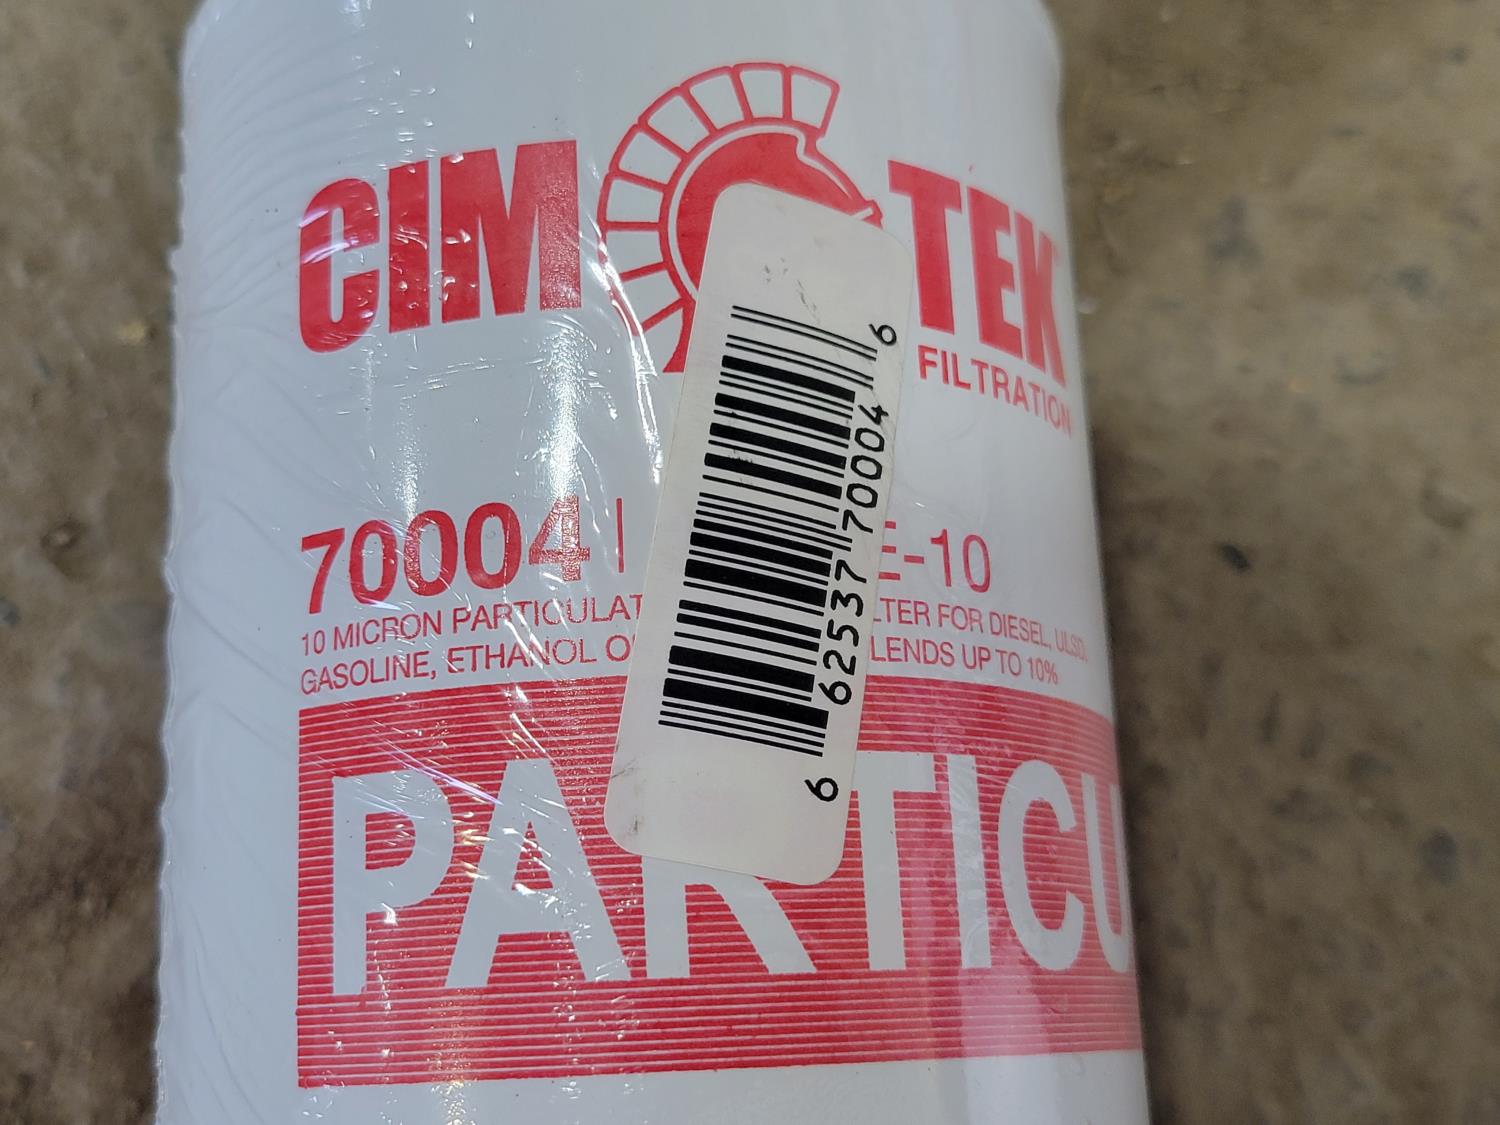 CIM TEK
FILTRATION
70004 | E-10
10 MICRON PARTICULAT LTER FOR DIESEL, ULSD,
GASOLINE, ETHANOL O LENDS UP TO 10%
PARTICU
6 62537 70004 6